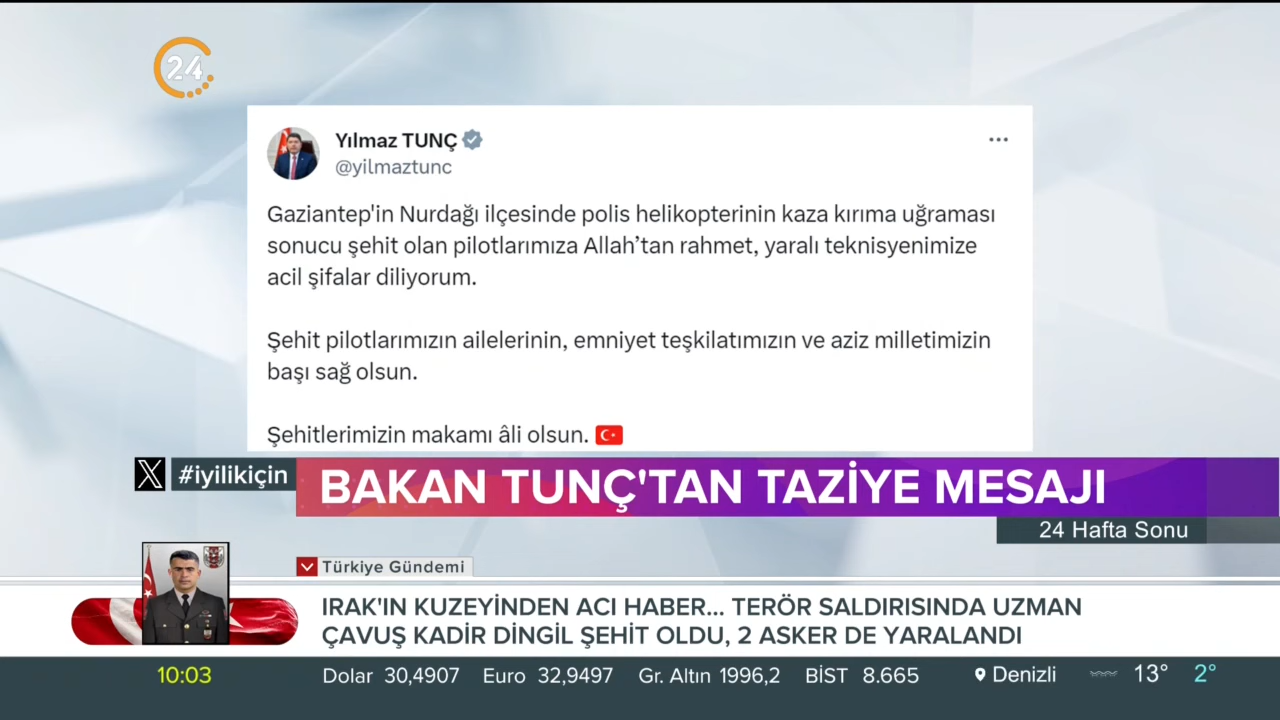 24
Yılmaz TUNÇ
@yilmaztunc
Gaziantep'in Nurdağı ilçesinde polis helikopterinin kaza kırıma uğraması
sonucu şehit olan pilotlarımıza Allah’tan rahmet, yaralı teknisyenimize
acil şifalar diliyorum.
Şehit pilotlarımızın ailelerinin, emniyet teşkilatımızın ve aziz milletimizin
başı sağ olsun.
Şehitlerimizin makamı âli olsun.
X #iyilikiçin
BAKAN TUNÇ'TAN TAZİYE MESAJI
24 Hafta Sonu
Türkiye Gündemi
IRAK'IN KUZEYİNDEN ACI HABER... TERÖR SALDIRISINDA UZMAN
ÇAVUŞ KADİR DİNGİL ŞEHİT OLDU, 2 ASKER DE YARALANDI
10:03 Dolar 30,4907 Euro 32,9497 Gr. Altın 1996,2 BİST 8.665 Denizli 13° 2°